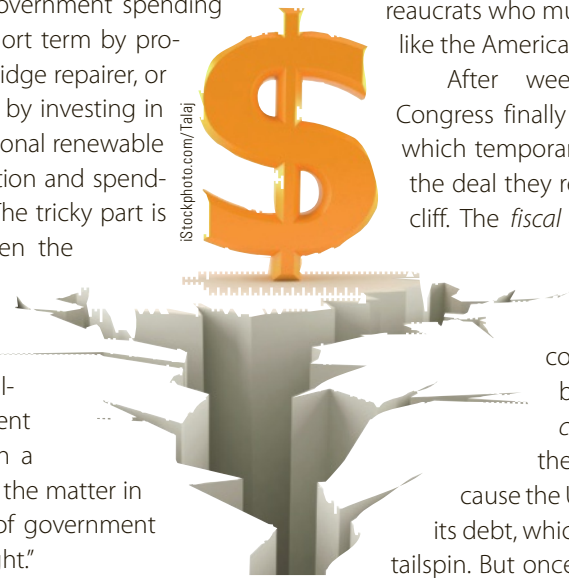 overnment spending
ort term by pro-
idge repairer, or
by investing in
onal renewable
tion and spend-
The tricky part is
en the
l-
ent
n a
the matter in
of government
ght.”
iStockphoto.com/Talaj
$
reaucrats who mu
like the America
After wee
Congress finally
which temporar
the deal they re
cliff. The fiscal
co
b
c
the
cause the U
its debt, whic
tailspin. But once